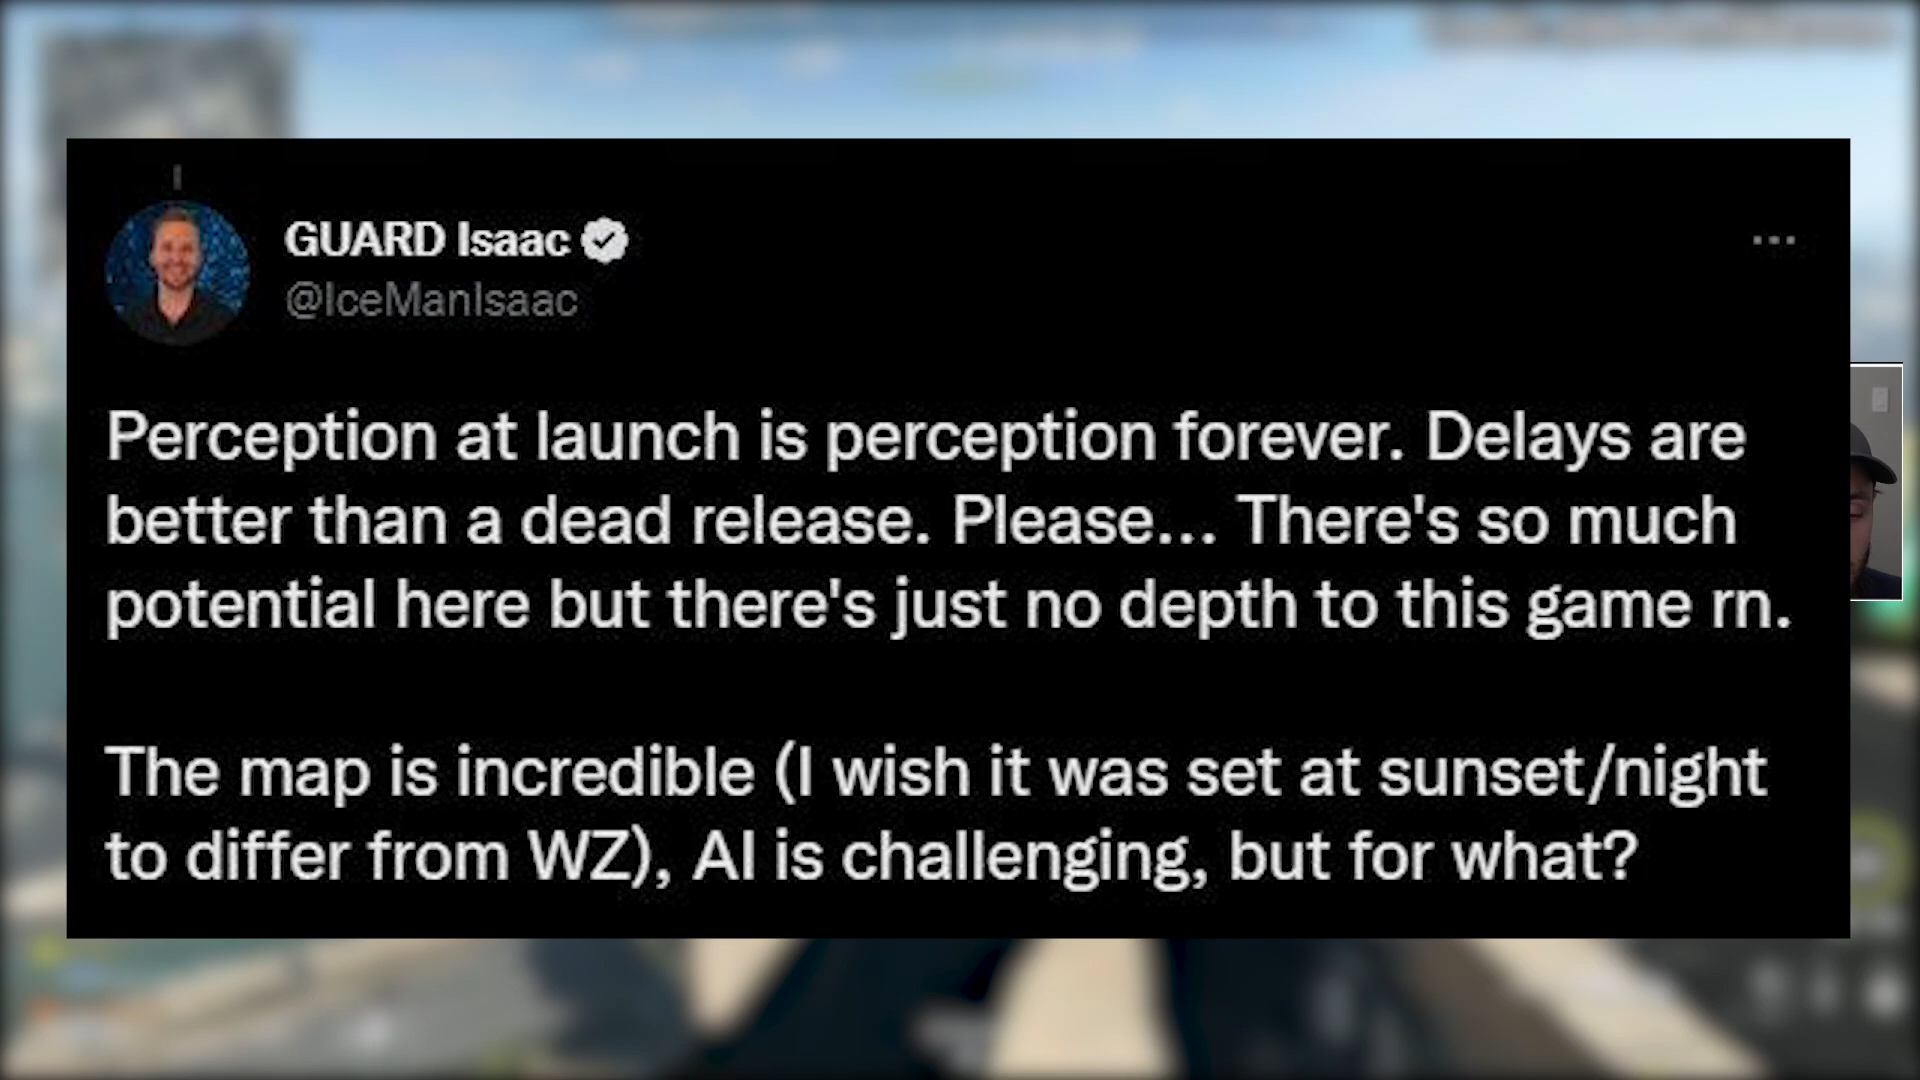 GUARD Isaac
@IceManIsaac
Perception at launch is perception forever. Delays are
better than a dead release. Please... There's so much
potential here but there's just no depth to this game rn.
The map is incredible (I wish it was set at sunset/night
to differ from WZ), AI is challenging, but for what?